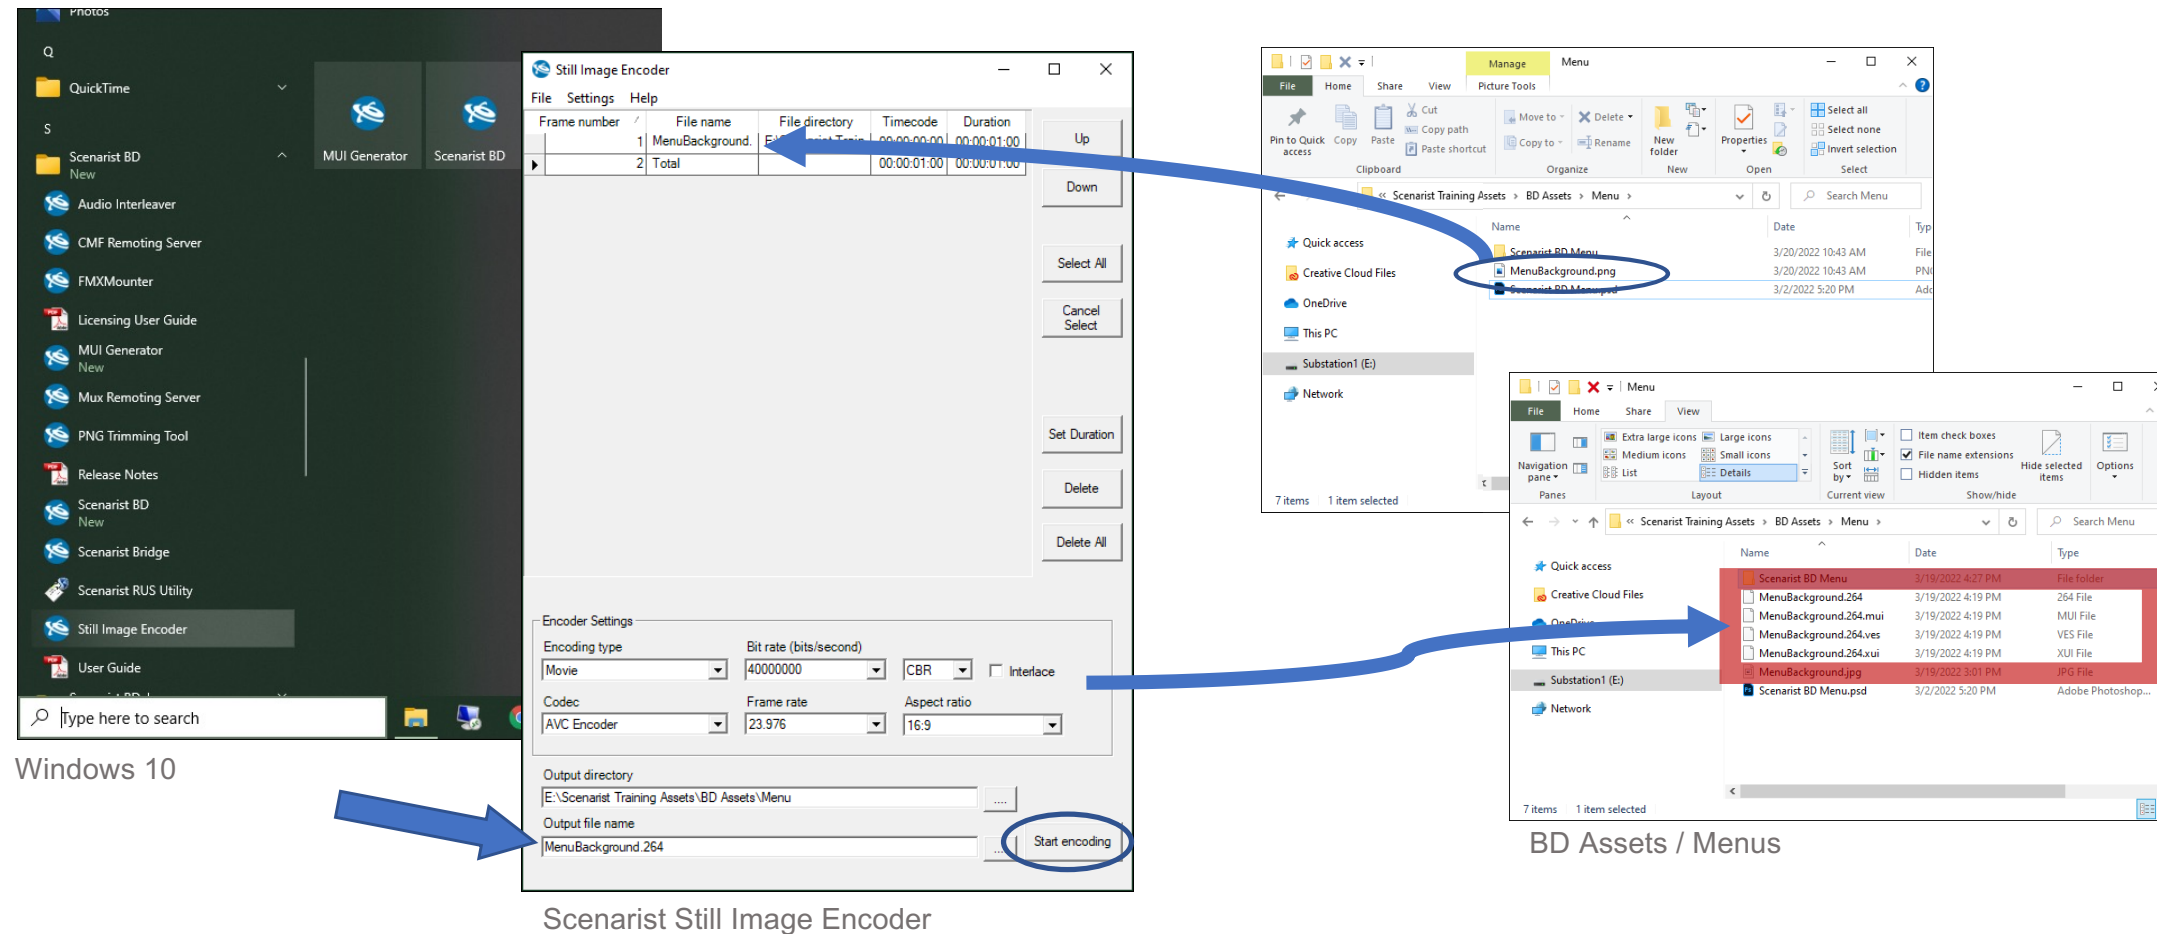 Photos
Q
QuickTime
S
Scenarist BD
New
Audio Interleaver
CMF Remoting Server
FMXMounter
Licensing User Guide
MUI Generator
New
Mux Remoting Server
PNG Trimming Tool
Release Notes
Scenarist BD
New
Scenarist Bridge
Scenarist RUS Utility
Still Image Encoder
User Guide
MUI Generator
Scenarist BD
Type here to search
Windows 10
Still Image Encoder
File Settings Help
Frame number File name File directory Timecode Duration
1 MenuBackground. 00:00:00:00 00:00:01:00
2 Total 00:00:01:00 00:00:01:00
Up
Down
Select All
Cancel
Select
Set Duration
Delete
Delete All
Encoder Settings
Encoding type Bit rate (bits/second)
Movie 40000000 CBR Interlace
Codec Frame rate Aspect ratio
AVC Encoder 23.976 16:9
Output directory
E:\Scenarist Training Assets\BD Assets\Menu ....
Output file name
MenuBackground.264 ....
Start encoding
Scenarist Still Image Encoder
Manage Menu
File Home Share View Picture Tools
Pin to Quick
access
Copy
Paste
Cut
Copy path
Paste shortcut
Move to
Copy to
Delete
Rename
New
folder
Properties
Select all
Select none
Invert selection
Clipboard Organize New Open Select
« Scenarist Training Assets › BD Assets › Menu › Search Menu
Name Date Typ
Quick access
Creative Cloud Files
OneDrive
This PC
Substation1 (E:)
Network
Scenarist BD Menu 3/20/2022 10:43 AM File
MenuBackground.png 3/20/2022 10:43 AM PNG
Scenarist BD Menu.psd 3/2/2022 5:20 PM Ado
7 items 1 item selected
Menu
File Home Share View
Navigation
pane
Extra large icons Large icons
Medium icons Small icons
List Details
Sort
by
Item check boxes
File name extensions
Hidden items
Hide selected
items
Options
Panes Layout Current view Show/hide
« Scenarist Training Assets › BD Assets › Menu › Search Menu
Name Date Type
Quick access
Creative Cloud Files
OneDrive
This PC
Substation1 (E:)
Network
Scenarist BD Menu 3/19/2022 4:27 PM File folder
MenuBackground.264 3/19/2022 4:19 PM 264 File
MenuBackground.264.mui 3/19/2022 4:19 PM MUI File
MenuBackground.264.ves 3/19/2022 4:19 PM VES File
MenuBackground.264.xui 3/19/2022 4:19 PM XUI File
MenuBackground.jpg 3/19/2022 3:01 PM JPG File
Scenarist BD Menu.psd 3/2/2022 5:20 PM Adobe Photoshop...
7 items 1 item selected
BD Assets / Menus